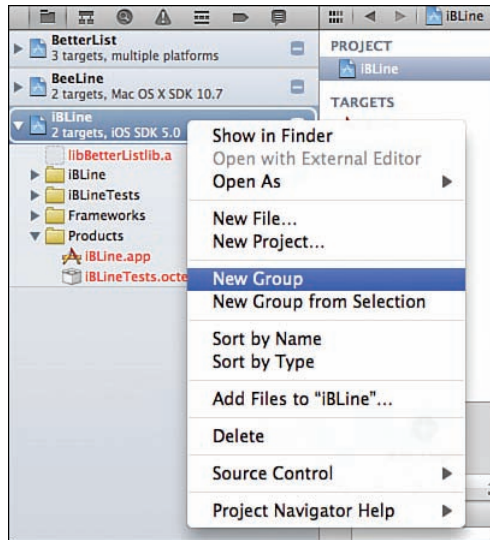 iBLine
BetterList
3 targets, multiple platforms
BeeLine
2 targets, Mac OS X SDK 10.7
iBLine
2 targets, iOS SDK 5.0
libBetterListlib.a
iBLine
iBLineTests
Frameworks
Products
iBLine.app
iBLineTests.octe
PROJECT
iBLine
TARGETS
Show in Finder
Open with External Editor
Open As
New File...
New Project...
New Group
New Group from Selection
Sort by Name
Sort by Type
Add Files to “iBLine”...
Delete
Source Control
Project Navigator Help